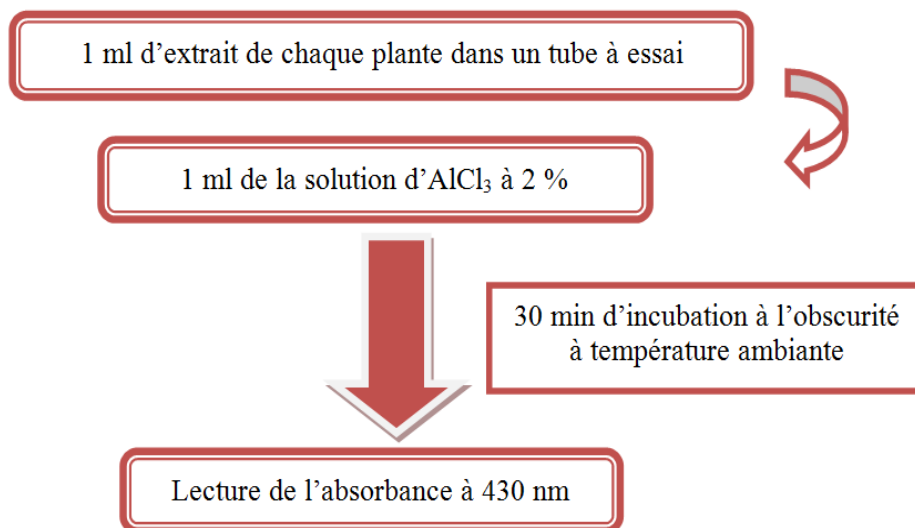 1 ml d’extrait de chaque plante dans un tube à essai
1 ml de la solution d’AlCl₃ à 2 %
30 min d’incubation à l’obscurité
à température ambiante
Lecture de l’absorbance à 430 nm